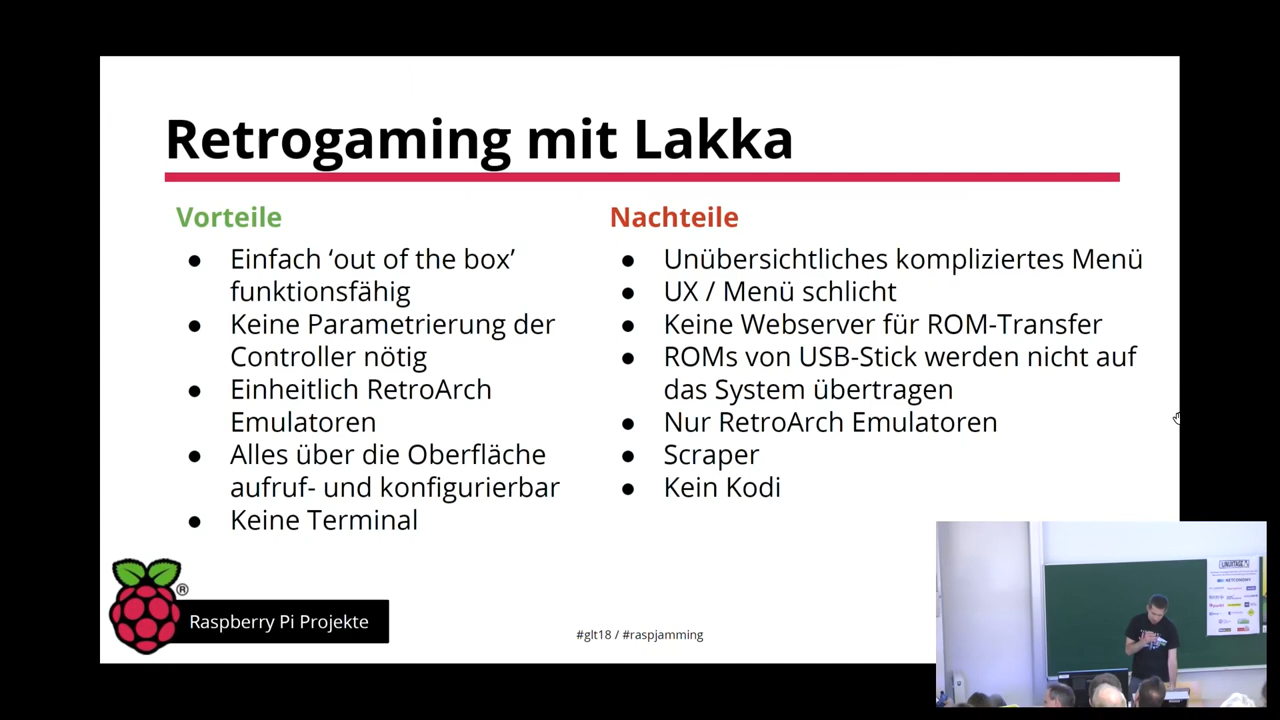 Retrogaming mit Lakka
Vorteile
● Einfach ‘out of the box’
funktionsfähig
● Keine Parametrierung der
Controller nötig
● Einheitlich RetroArch
Emulatoren
● Alles über die Oberfläche
aufruf- und konfigurierbar
● Keine Terminal
Nachteile
● Unübersichtliches kompliziertes Menü
● UX / Menü schlicht
● Keine Webserver für ROM-Transfer
● ROMs von USB-Stick werden nicht auf
das System übertragen
● Nur RetroArch Emulatoren
● Scraper
● Kein Kodi
®
Raspberry Pi Projekte
#glt18 / #raspjamming
LINUXTAGE
NETCONOMY